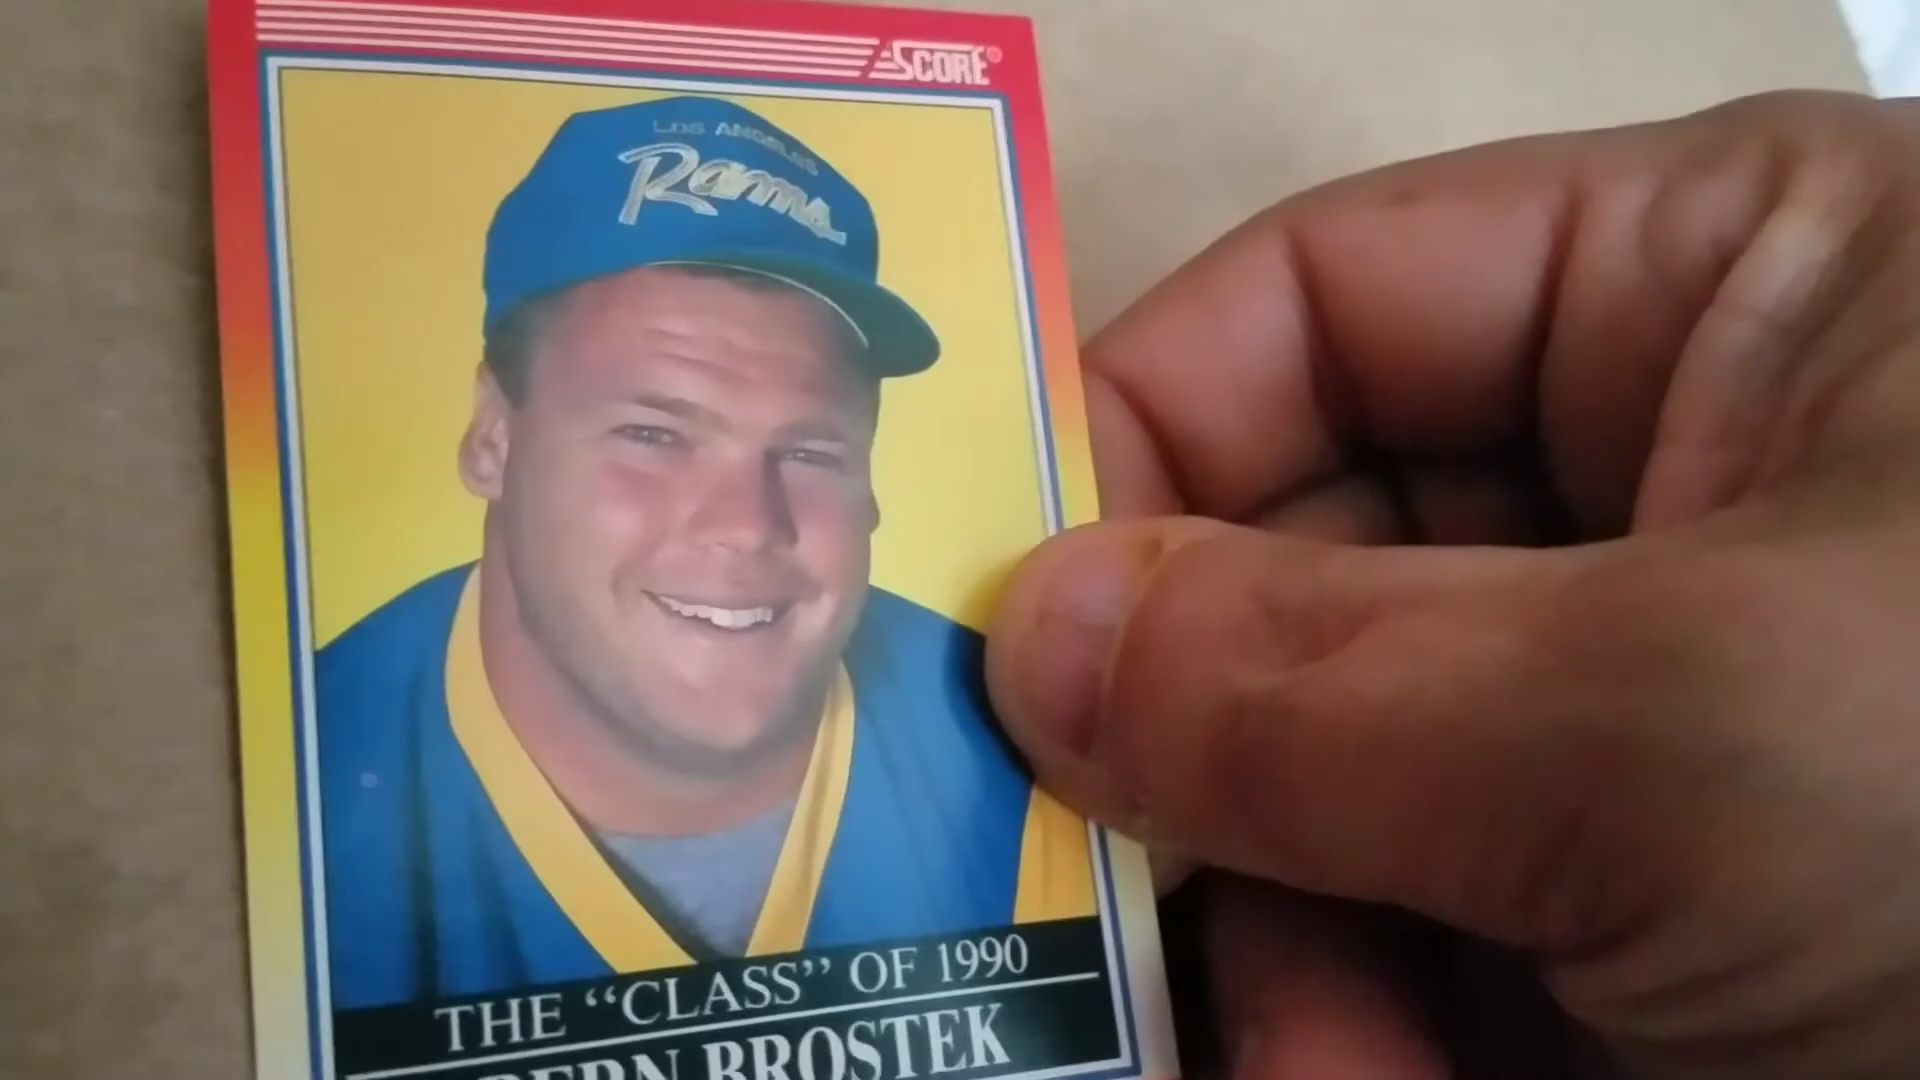 SCORE
LOS ANGELES
Rams
THE “CLASS” OF 1990
BERN BROSTEK